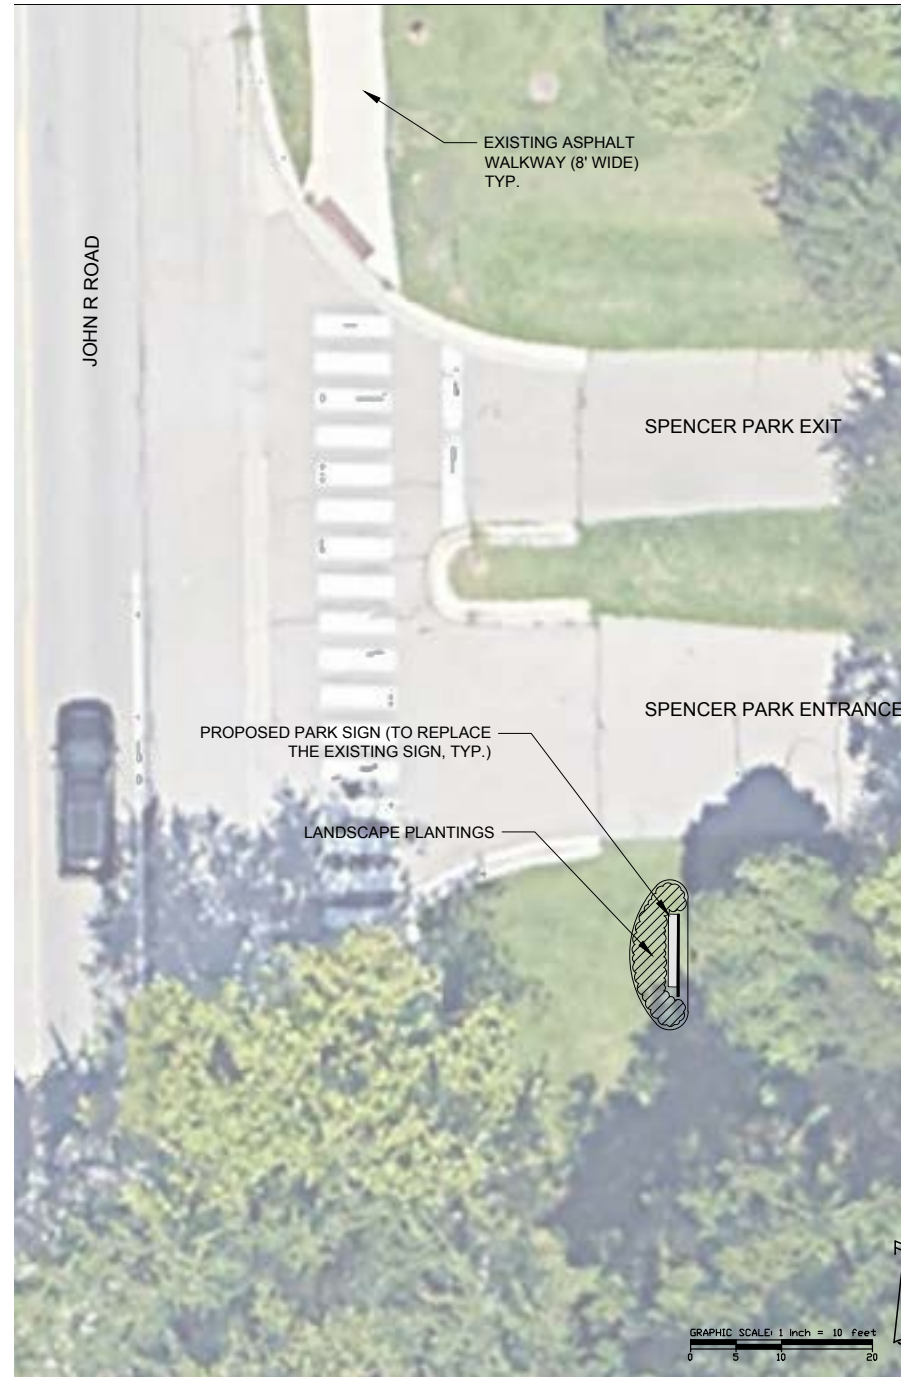 EXISTING ASPHALT
WALKWAY (8' WIDE)
TYP.
JOHN R ROAD
SPENCER PARK EXIT
SPENCER PARK ENTRANCE
PROPOSED PARK SIGN (TO REPLACE
THE EXISTING SIGN, TYP.)
LANDSCAPE PLANTINGS
GRAPHIC SCALE: 1 inch = 10 feet
0 5 10 20